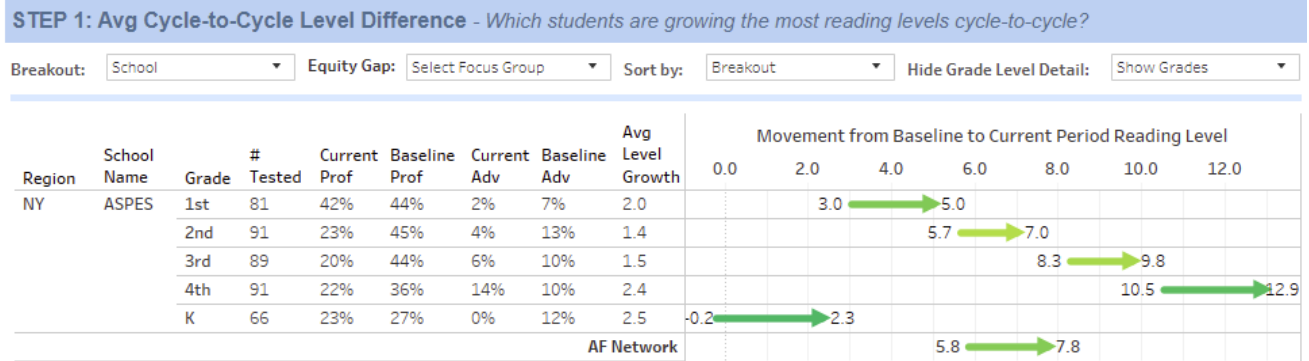 STEP 1: Avg Cycle-to-Cycle Level Difference - Which students are growing the most reading levels cycle-to-cycle?
Breakout: School Equity Gap: Select Focus Group Sort by: Breakout Hide Grade Level Detail: Show Grades
Region School Name Grade # Tested Current Prof Baseline Prof Current Adv Baseline Adv Avg Level Growth Movement from Baseline to Current Period Reading Level
0.0 2.0 4.0 6.0 8.0 10.0 12.0
NY ASPES 1st 81 42% 44% 2% 7% 2.0 3.0 5.0
2nd 91 23% 45% 4% 13% 1.4 5.7 7.0
3rd 89 20% 44% 6% 10% 1.5 8.3 9.8
4th 91 22% 36% 14% 10% 2.4 10.5 12.9
K 66 23% 27% 0% 12% 2.5 -0.2 2.3
AF Network 5.8 7.8